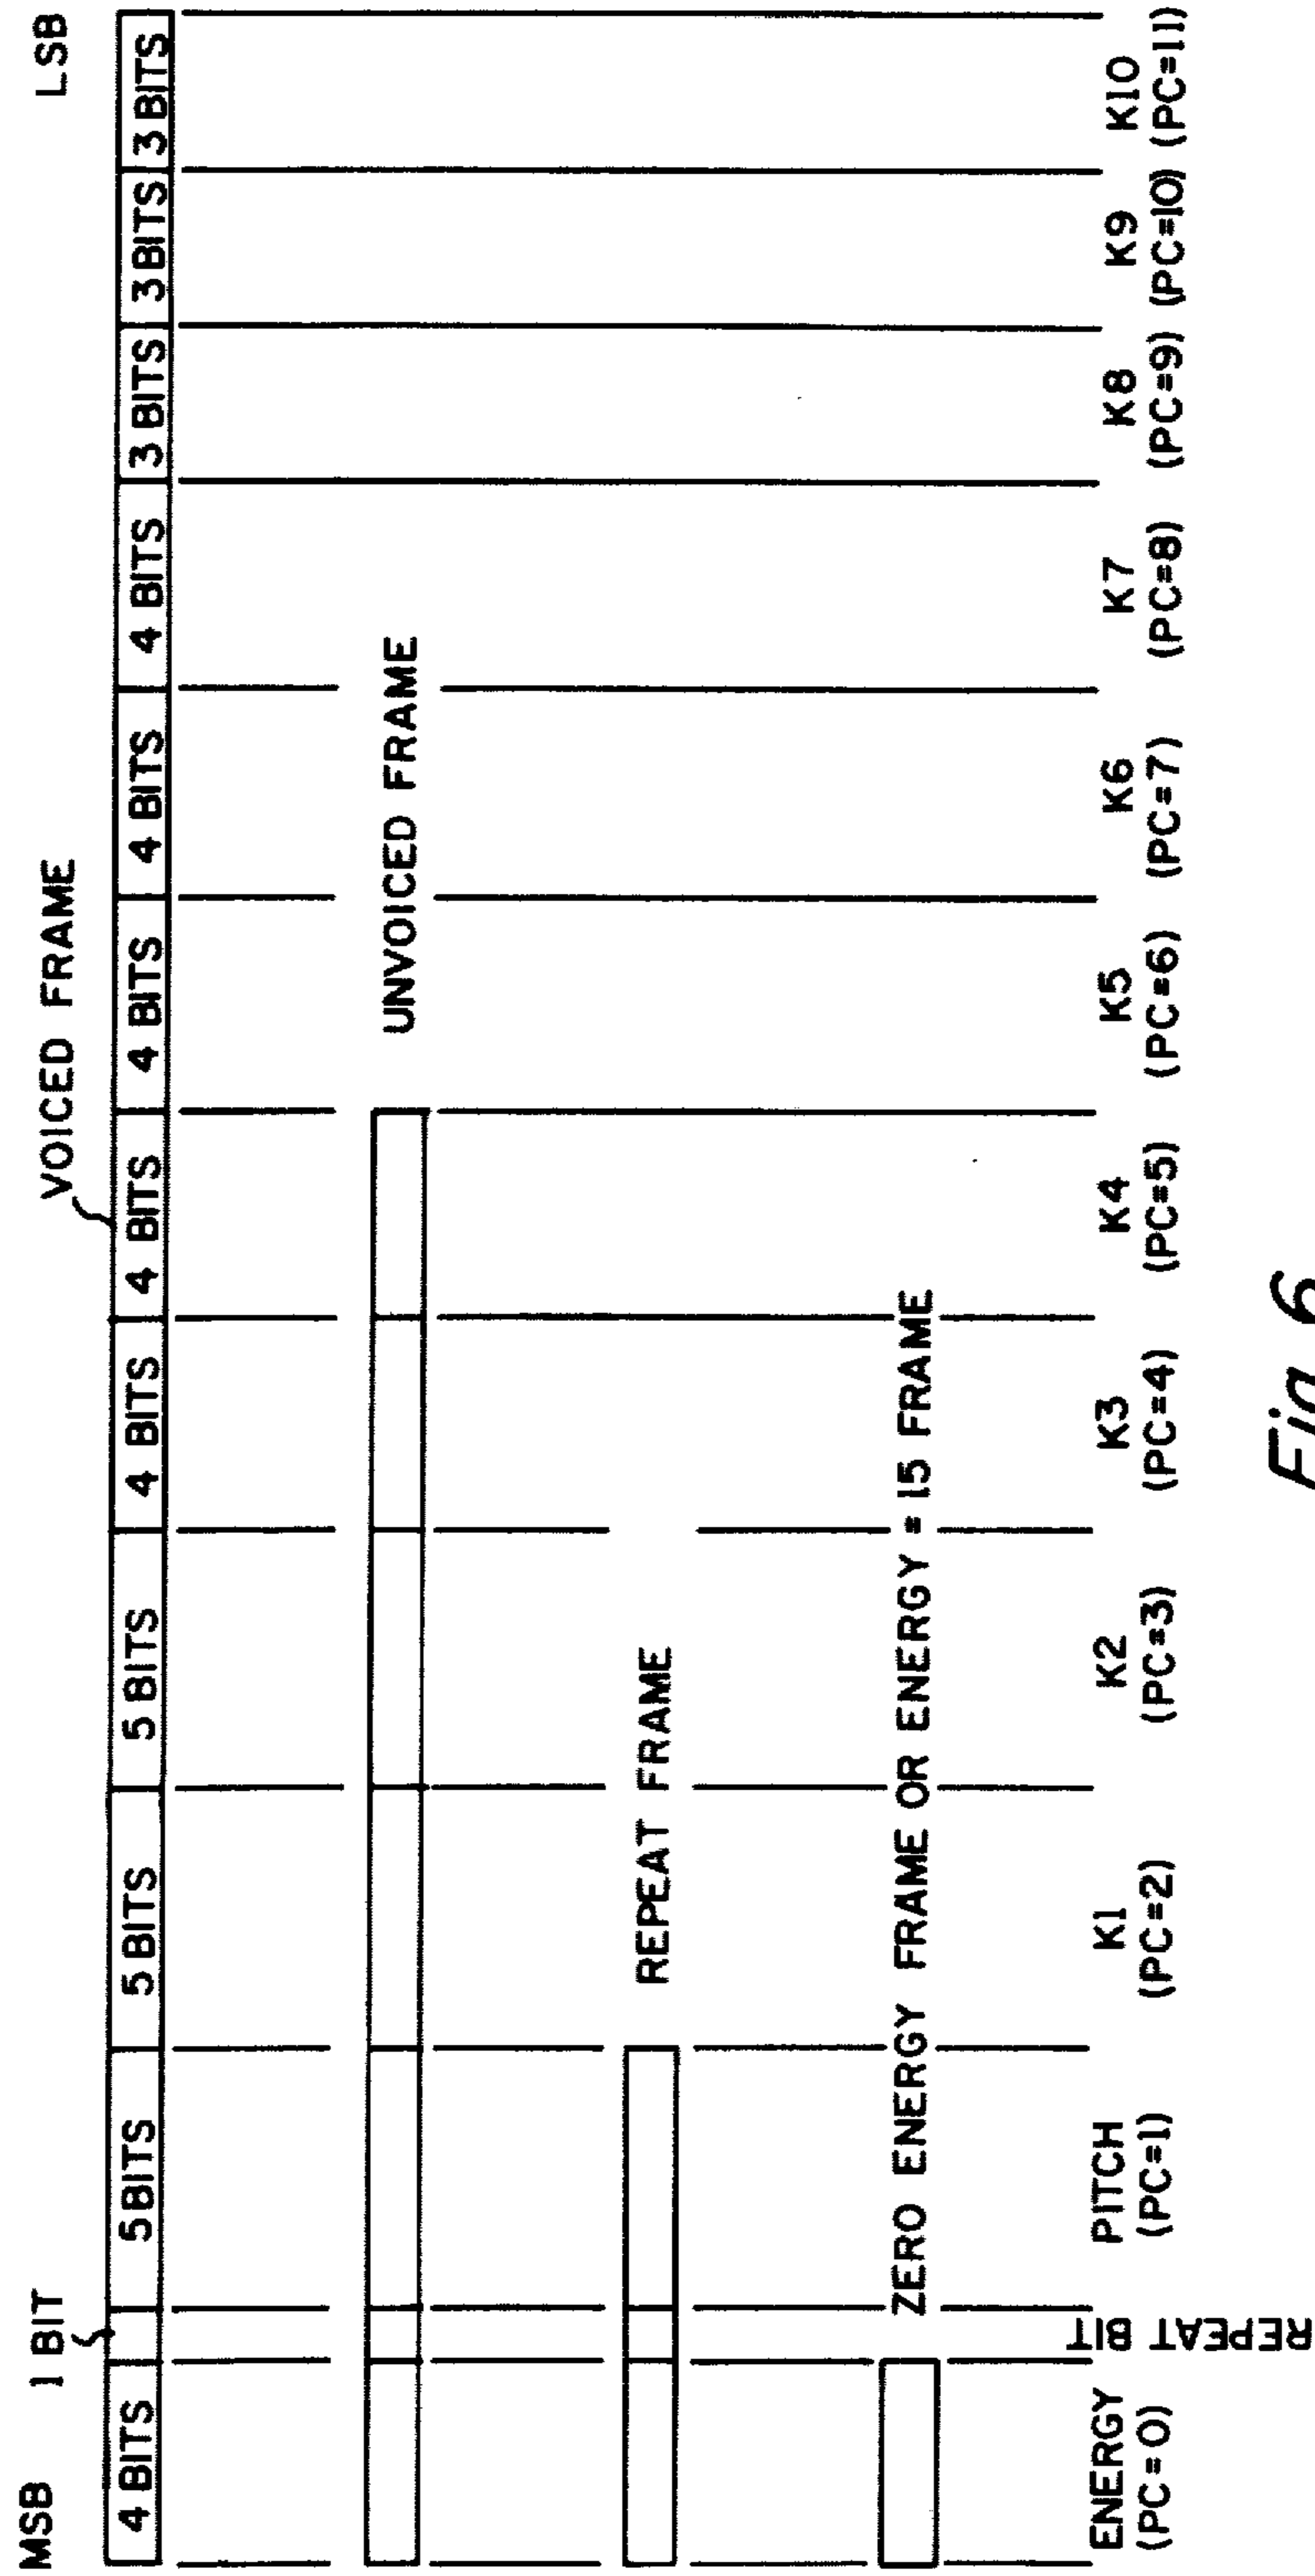 MSB
1 BIT
VOICED FRAME
LSB
4 BITS
5 BITS
5 BITS
5 BITS
4 BITS
4 BITS
4 BITS
4 BITS
4 BITS
3 BITS
3 BITS
3 BITS
UNVOICED FRAME
REPEAT FRAME
ZERO ENERGY FRAME OR ENERGY = 15 FRAME
ENERGY
(PC=0)
REPEAT BIT
PITCH
(PC=1)
K1
(PC=2)
K2
(PC=3)
K3
(PC=4)
K4
(PC=5)
K5
(PC=6)
K6
(PC=7)
K7
(PC=8)
K8
(PC=9)
K9
(PC=10)
K10
(PC=11)
Fig. 6